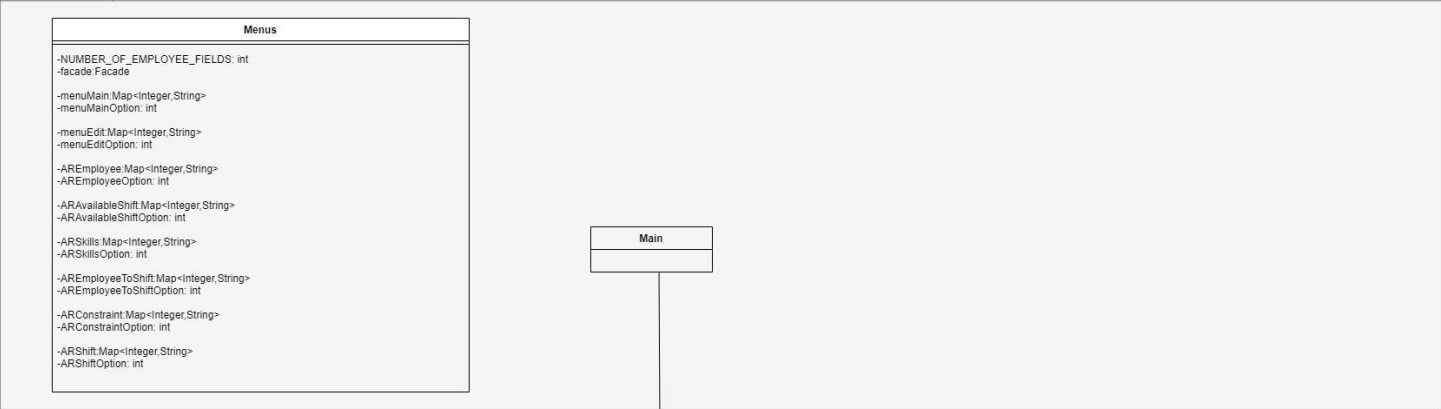 Menus
-NUMBER_OF_EMPLOYEE_FIELDS: int
-facade:Facade
-menuMain:Map<Integer,String>
-menuMainOption: int
-menuEdit:Map<Integer,String>
-menuEditOption: int
-AREmployee:Map<Integer,String>
-AREmployeeOption: int
-ARAvailableShift:Map<Integer,String>
-ARAvailableShiftOption: int
-ARSkills:Map<Integer,String>
-ARSkillsOption: int
-AREmployeeToShift:Map<Integer,String>
-AREmployeeToShiftOption: int
-ARConstraint:Map<Integer,String>
-ARConstraintOption: int
-ARShift:Map<Integer,String>
-ARShiftOption: int
Main